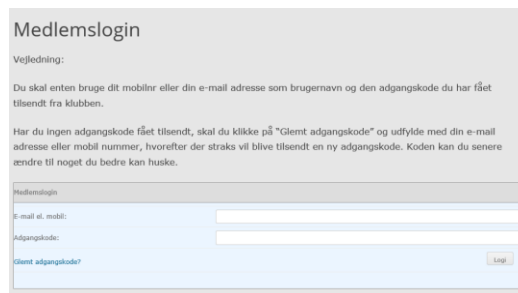 Medlemslogin
Vejledning:
Du skal enten bruge dit mobilnr eller din e-mail adresse som brugernavn og den adgangskode du har fået
tilsendt fra klubben.
Har du ingen adgangskode fået tilsendt, skal du klikke på "Glemt adgangskode" og udfylde med din e-mail
adresse eller mobil nummer, hvorefter der straks vil blive tilsendt en ny adgangskode. Koden kan du senere
ændre til noget du bedre kan huske.
Medlemslogin
E-mail el. mobil:
Adgangskode:
Glemt adgangskode?
Logi